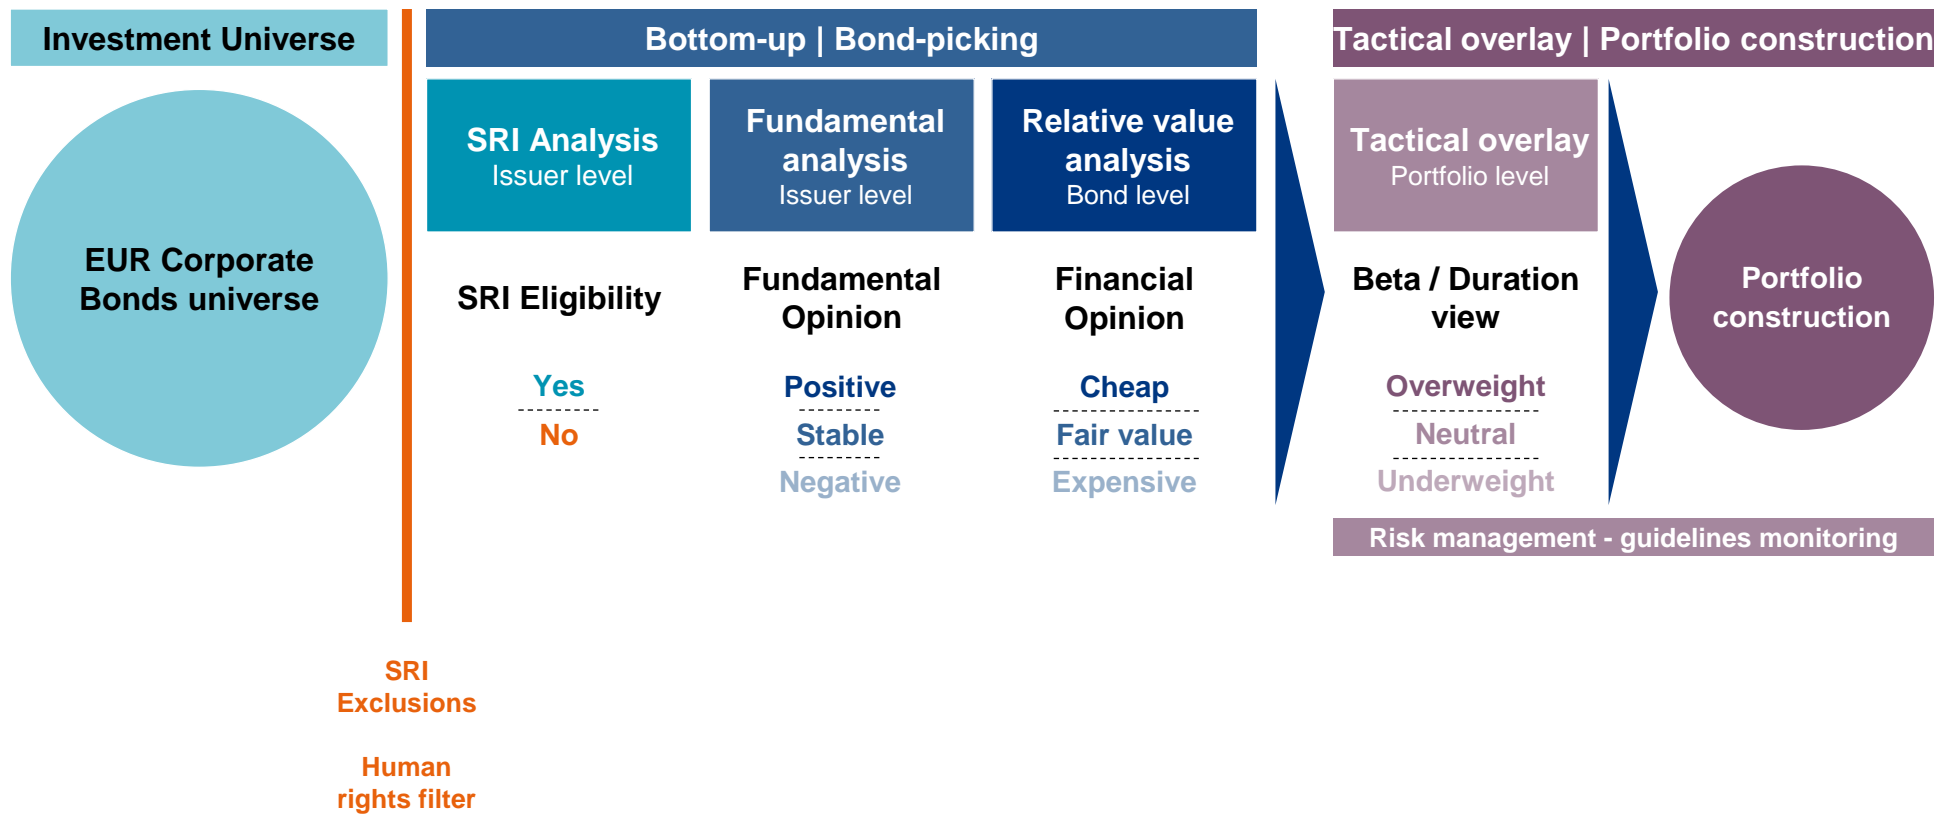 Investment Universe
EUR Corporate
Bonds universe
SRI
Exclusions
Human
rights filter
Bottom-up | Bond-picking
SRI Analysis
Issuer level
SRI Eligibility
Yes
No
Fundamental
analysis
Issuer level
Fundamental
Opinion
Positive
Stable
Negative
Relative value
analysis
Bond level
Financial
Opinion
Cheap
Fair value
Expensive
Tactical overlay | Portfolio construction
Tactical overlay
Portfolio level
Beta / Duration
view
Overweight
Neutral
Underweight
Portfolio
construction
Risk management - guidelines monitoring